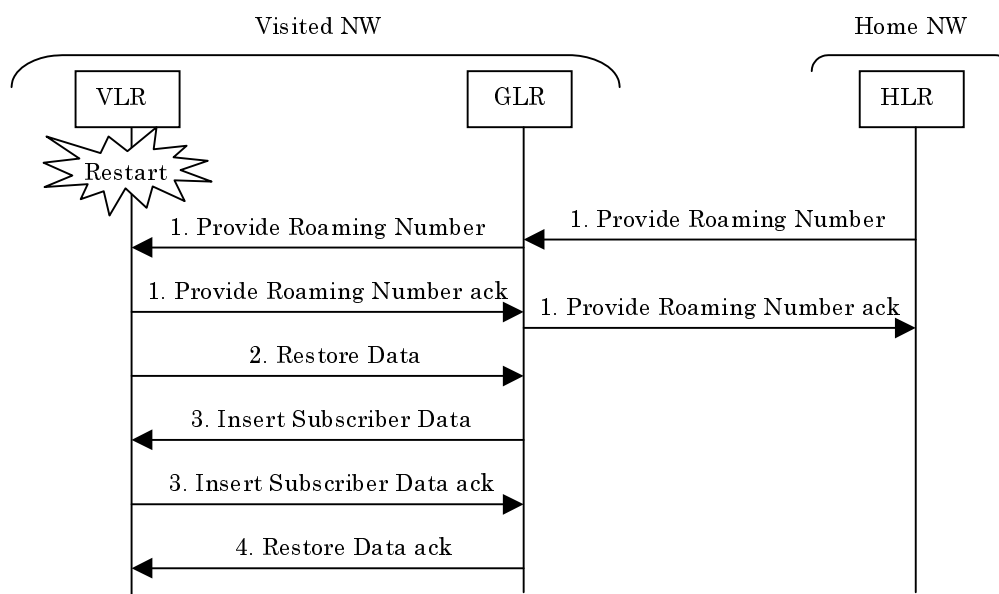 Visited NW
Home NW
VLR
GLR
HLR
Restart
1. Provide Roaming Number
1. Provide Roaming Number
1. Provide Roaming Number ack
1. Provide Roaming Number ack
2. Restore Data
3. Insert Subscriber Data
3. Insert Subscriber Data ack
4. Restore Data ack